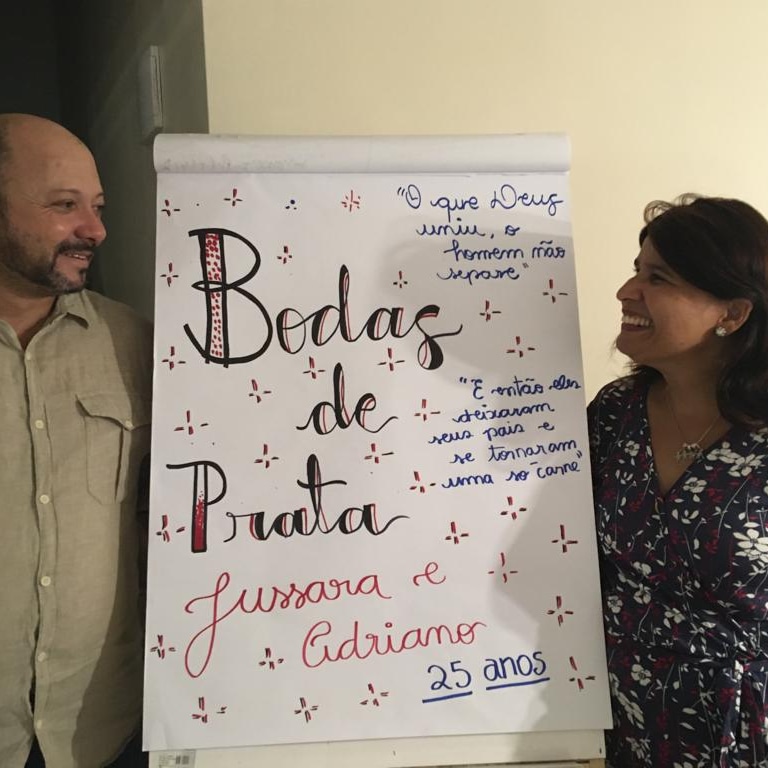 "O que Deus
uniu, o
homem não
separe"
Bodas
de
Prata
"E então eles
deixaram
seus pais e
se tornaram
uma só carne"
Jussara e
Adriano
25 anos